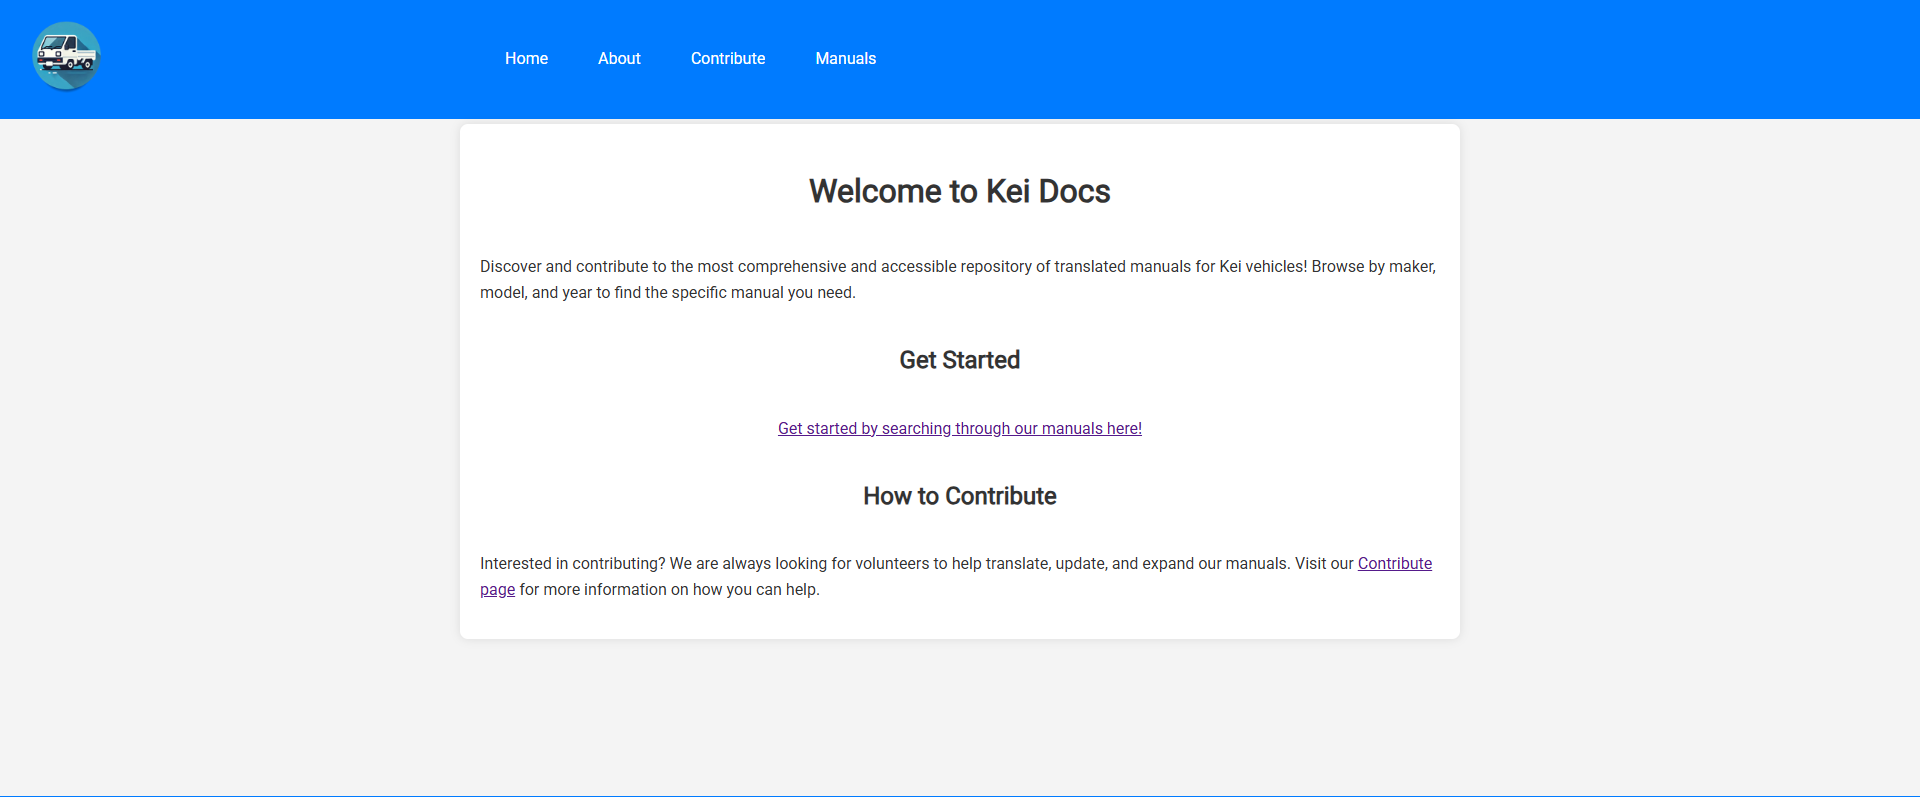 Home About Contribute Manuals
Welcome to Kei Docs
Discover and contribute to the most comprehensive and accessible repository of translated manuals for Kei vehicles! Browse by maker,
model, and year to find the specific manual you need.
Get Started
Get started by searching through our manuals here!
How to Contribute
Interested in contributing? We are always looking for volunteers to help translate, update, and expand our manuals. Visit our Contribute
page for more information on how you can help.